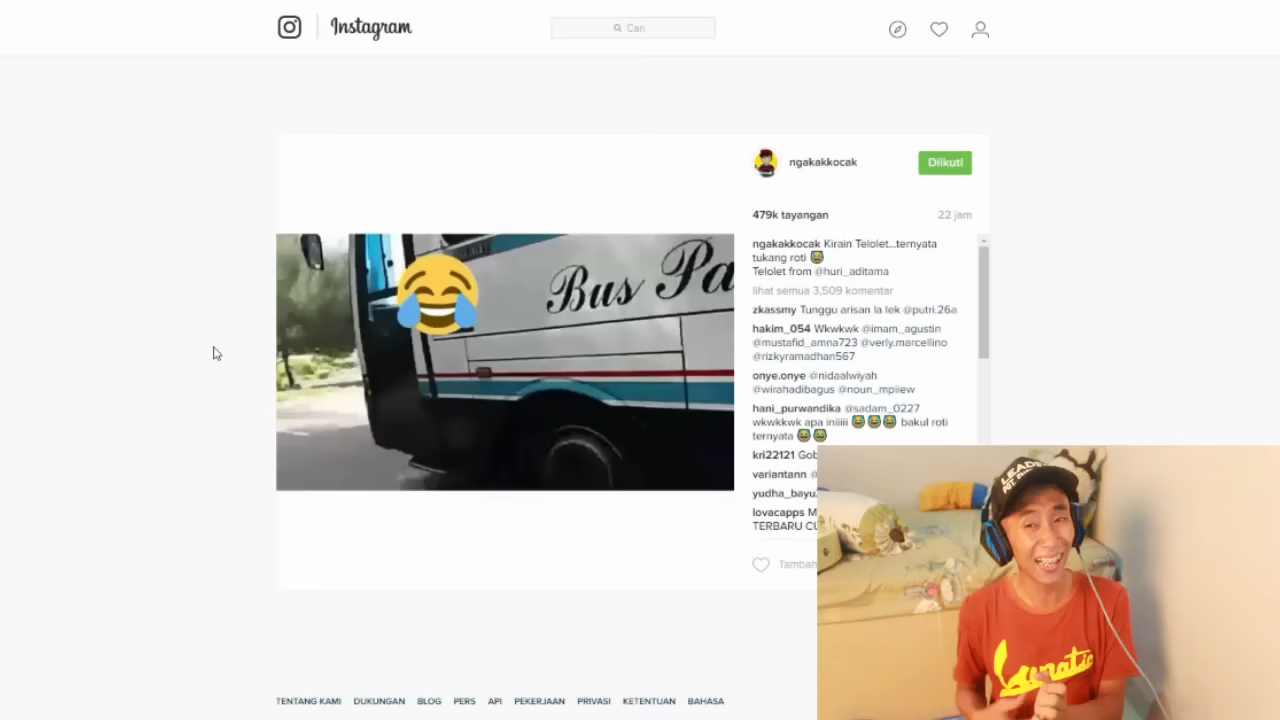 Instagram
Cari
ngakakkocak
Diikuti
479k tayangan
22 jam
ngakakkocak Kirain Telolet...ternyata
tukang roti
Telolet from @huri_aditama
lihat semua 3,509 komentar
zkassmy Tunggu arisan la lek @putri.26a
hakim_054 Wkwkwk @imam_agustin
@mustafid_amna723 @verly.marcellino
@rizkyramadhan567
onye.onye @nidaalwiyah
@wirahadibagus @noun_mpiiew
hani_purwandika @sadam_0227
wkwkkwk apa iniiiii bakul roti
ternyata
kri22121 Gob
variantann @
yudha_bayu.
lovacapps M
TERBARU CU
Tambah
Bus Pa
LEADE
Lunatic
TENTANG KAMI DUKUNGAN BLOG PERS API PEKERJAAN PRIVASI KETENTUAN BAHASA